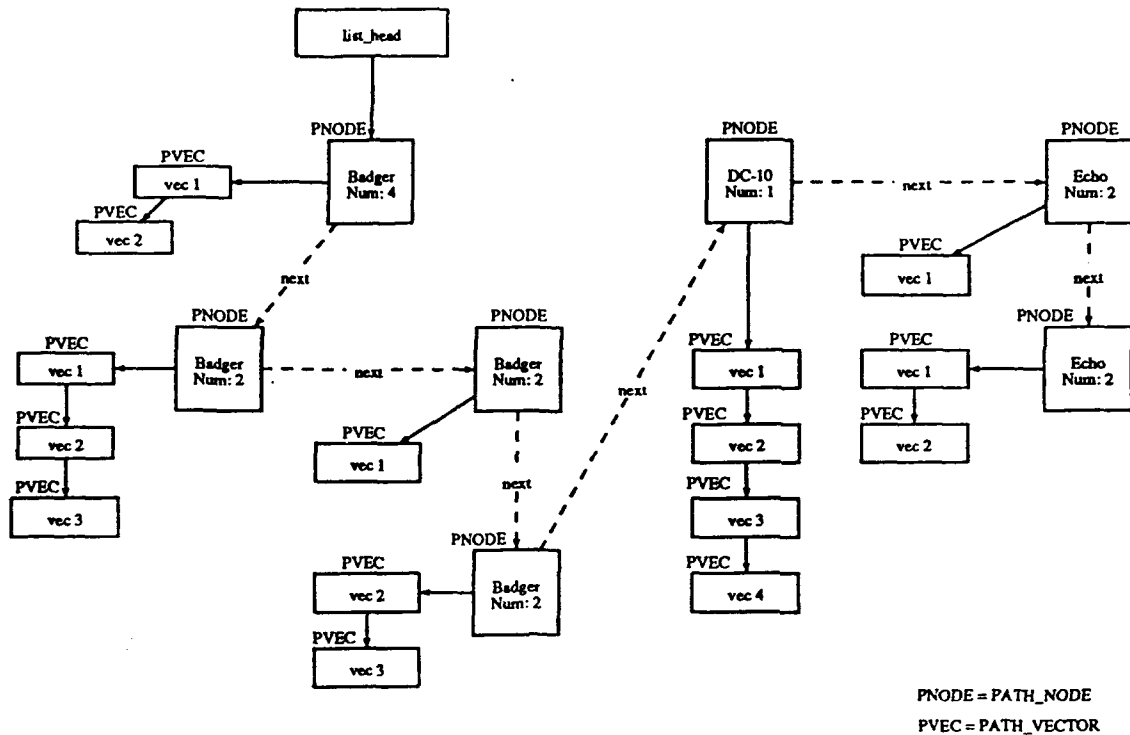 list_head
PNODE
Badger
Num: 4
PVEC
vec 1
PVEC
vec 2
next
PNODE
Badger
Num: 2
PVEC
vec 1
PVEC
vec 2
PVEC
vec 3
next
PNODE
Badger
Num: 2
PVEC
vec 1
next
PNODE
Badger
Num: 2
PVEC
vec 2
PVEC
vec 3
next
PNODE
DC-10
Num: 1
PVEC
vec 1
PVEC
vec 2
PVEC
vec 3
PVEC
vec 4
next
PNODE
Echo
Num: 2
PVEC
vec 1
next
PNODE
Echo
Num: 2
PVEC
vec 1
PVEC
vec 2
PNODE = PATH_NODE
PVEC = PATH_VECTOR